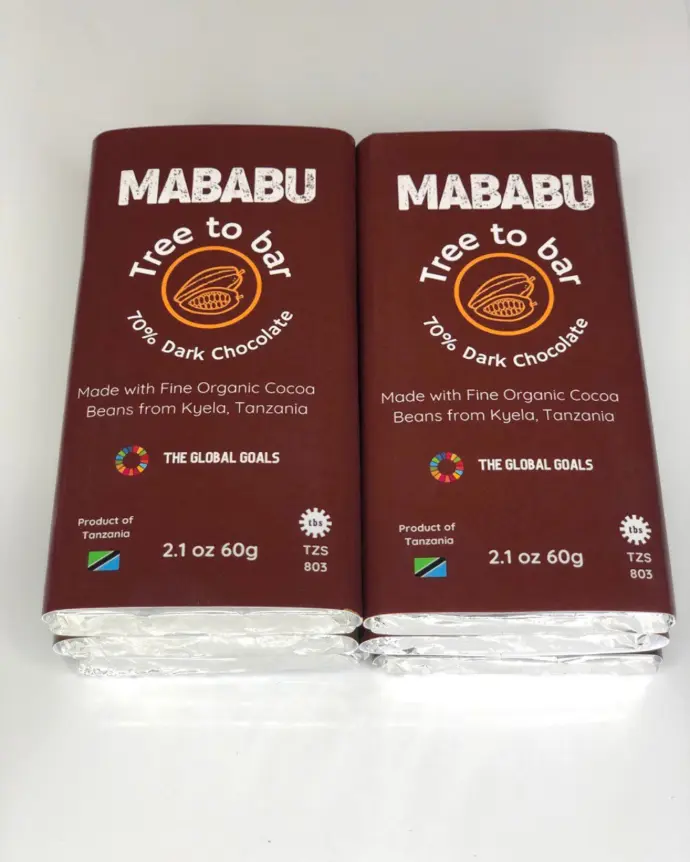 MABABU
Tree to bar
70% Dark Chocolate
Made with Fine Organic Cocoa
Beans from Kyela, Tanzania
THE GLOBAL GOALS
Product of
Tanzania
2.1 oz 60g
tbs
TZS
803
MABABU
Tree to bar
70% Dark Chocolate
Made with Fine Organic Cocoa
Beans from Kyela, Tanzania
THE GLOBAL GOALS
Product of
Tanzania
2.1 oz 60g
tbs
TZS
803